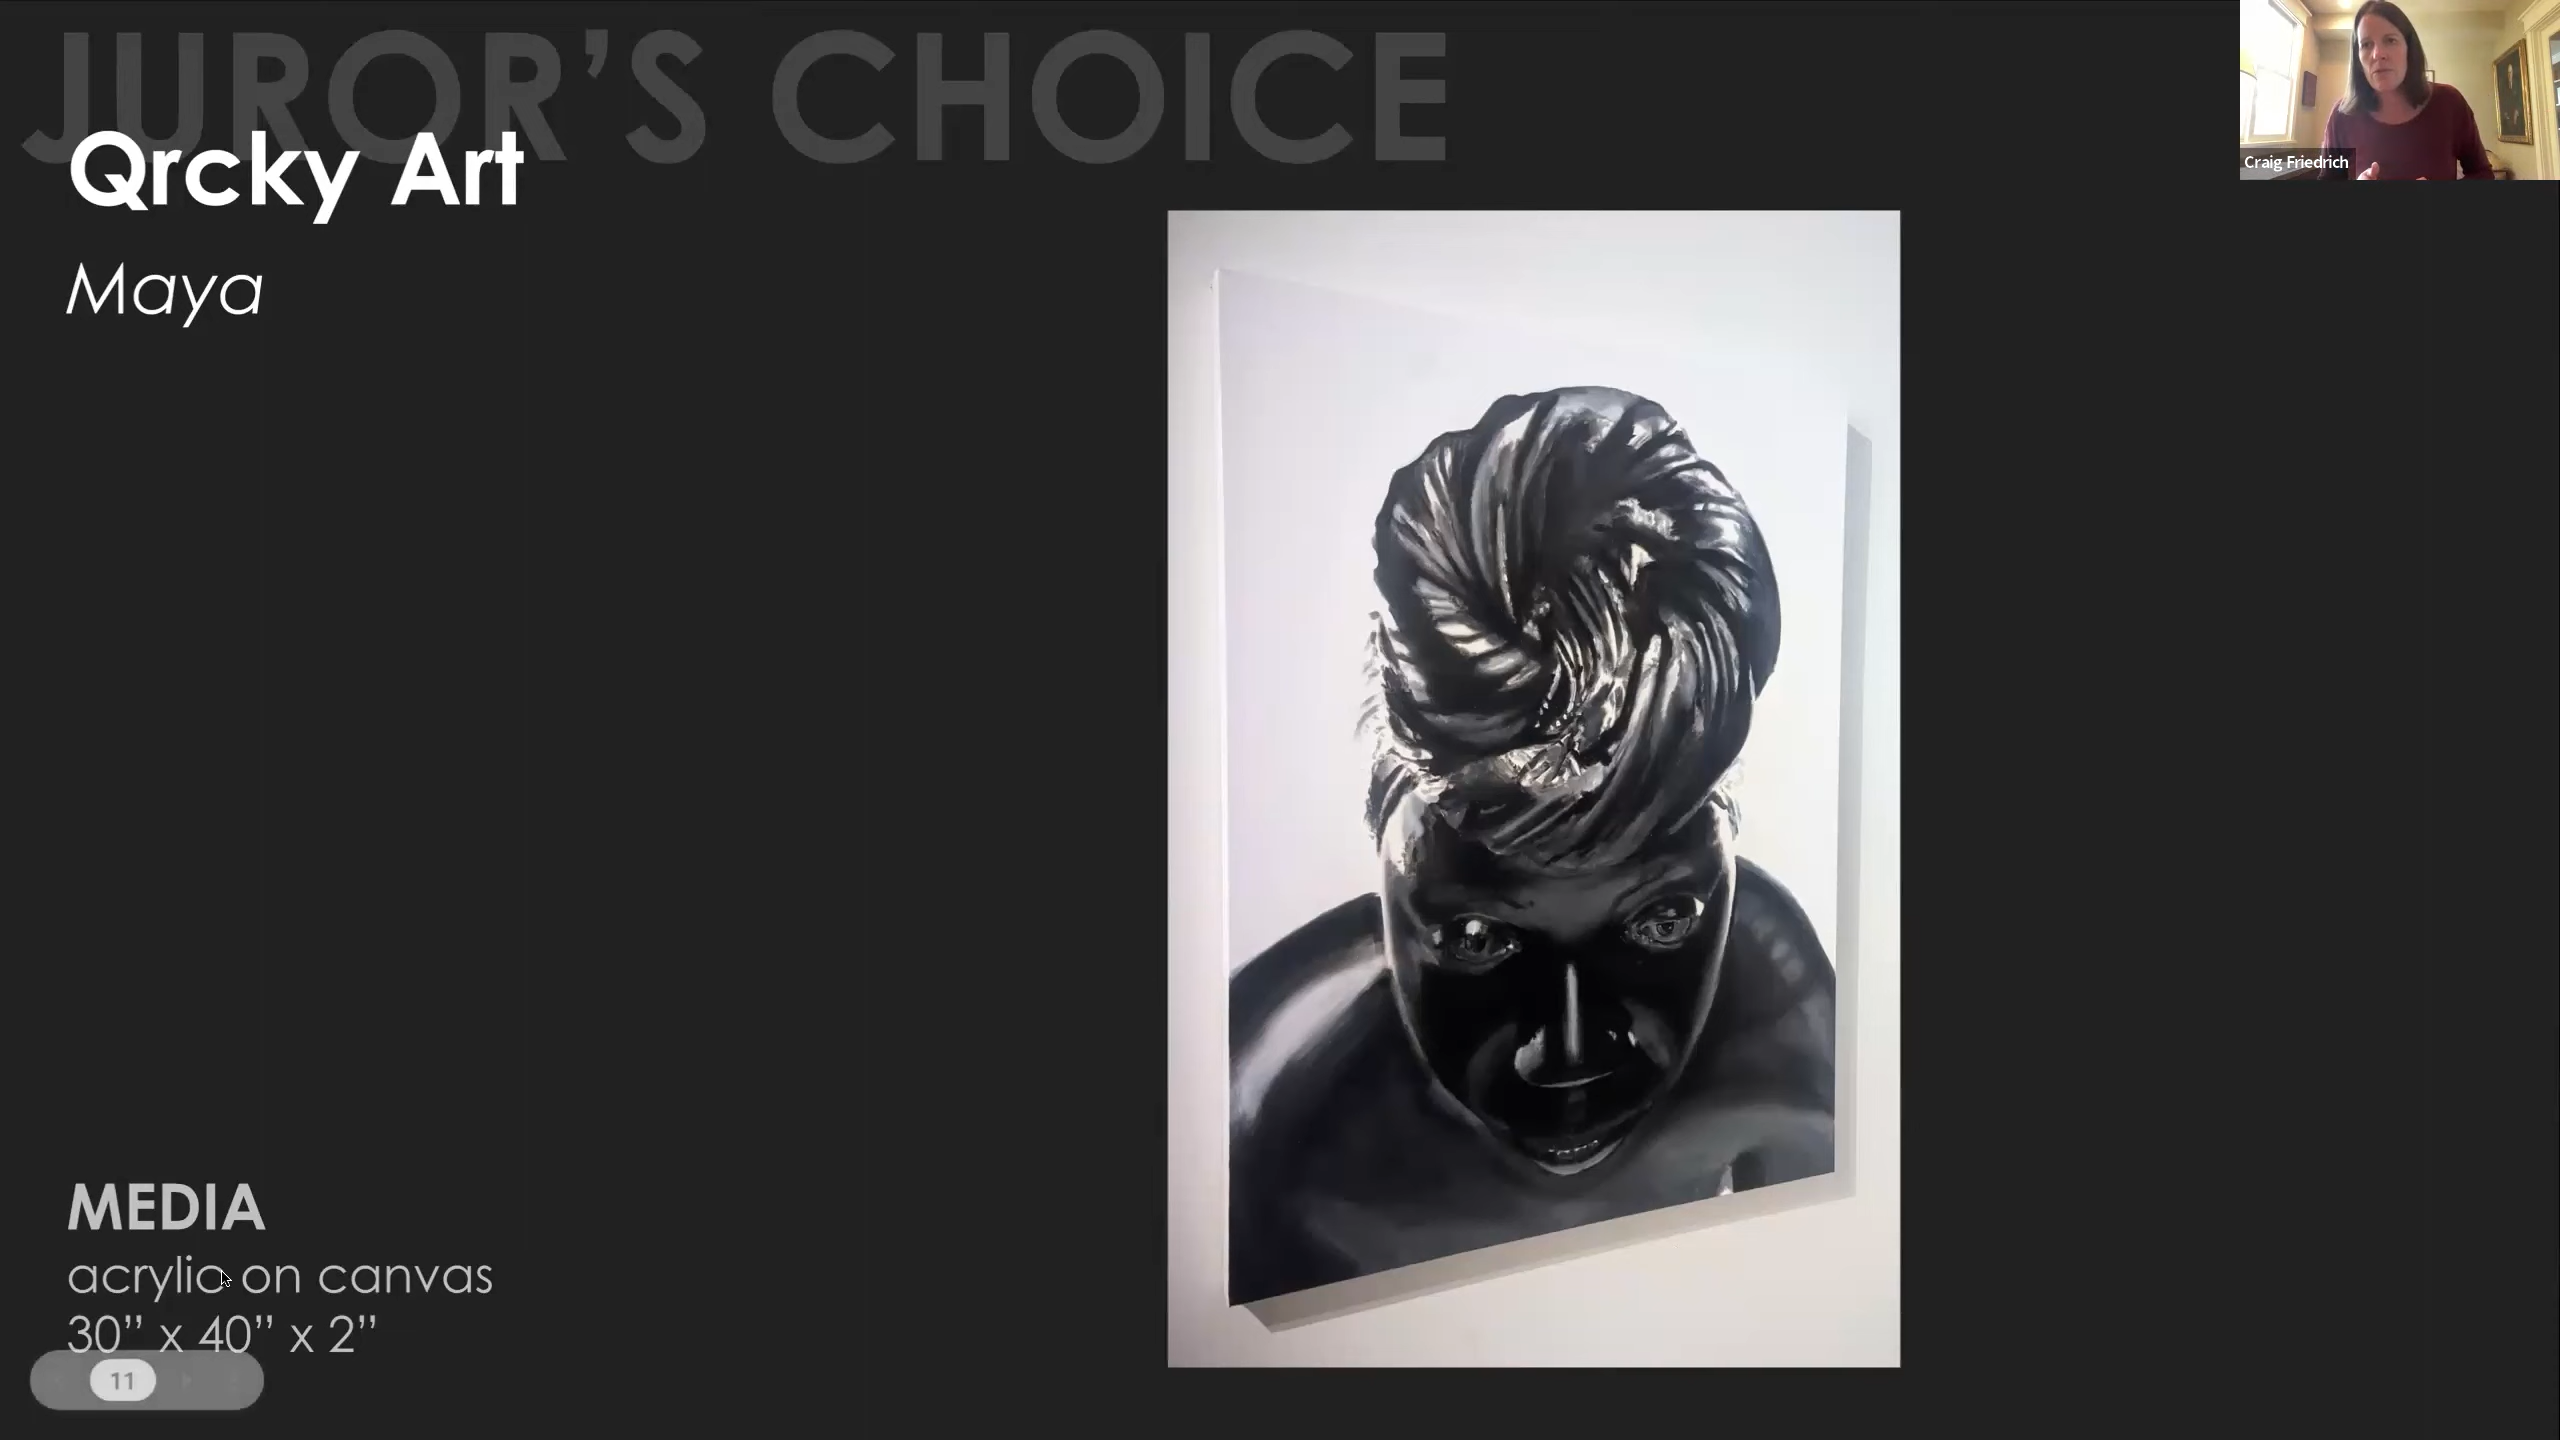 JUROR’S CHOICE
Qrcky Art
Maya
MEDIA
acrylic on canvas
30” x 40” x 2”
11
Craig Friedrich